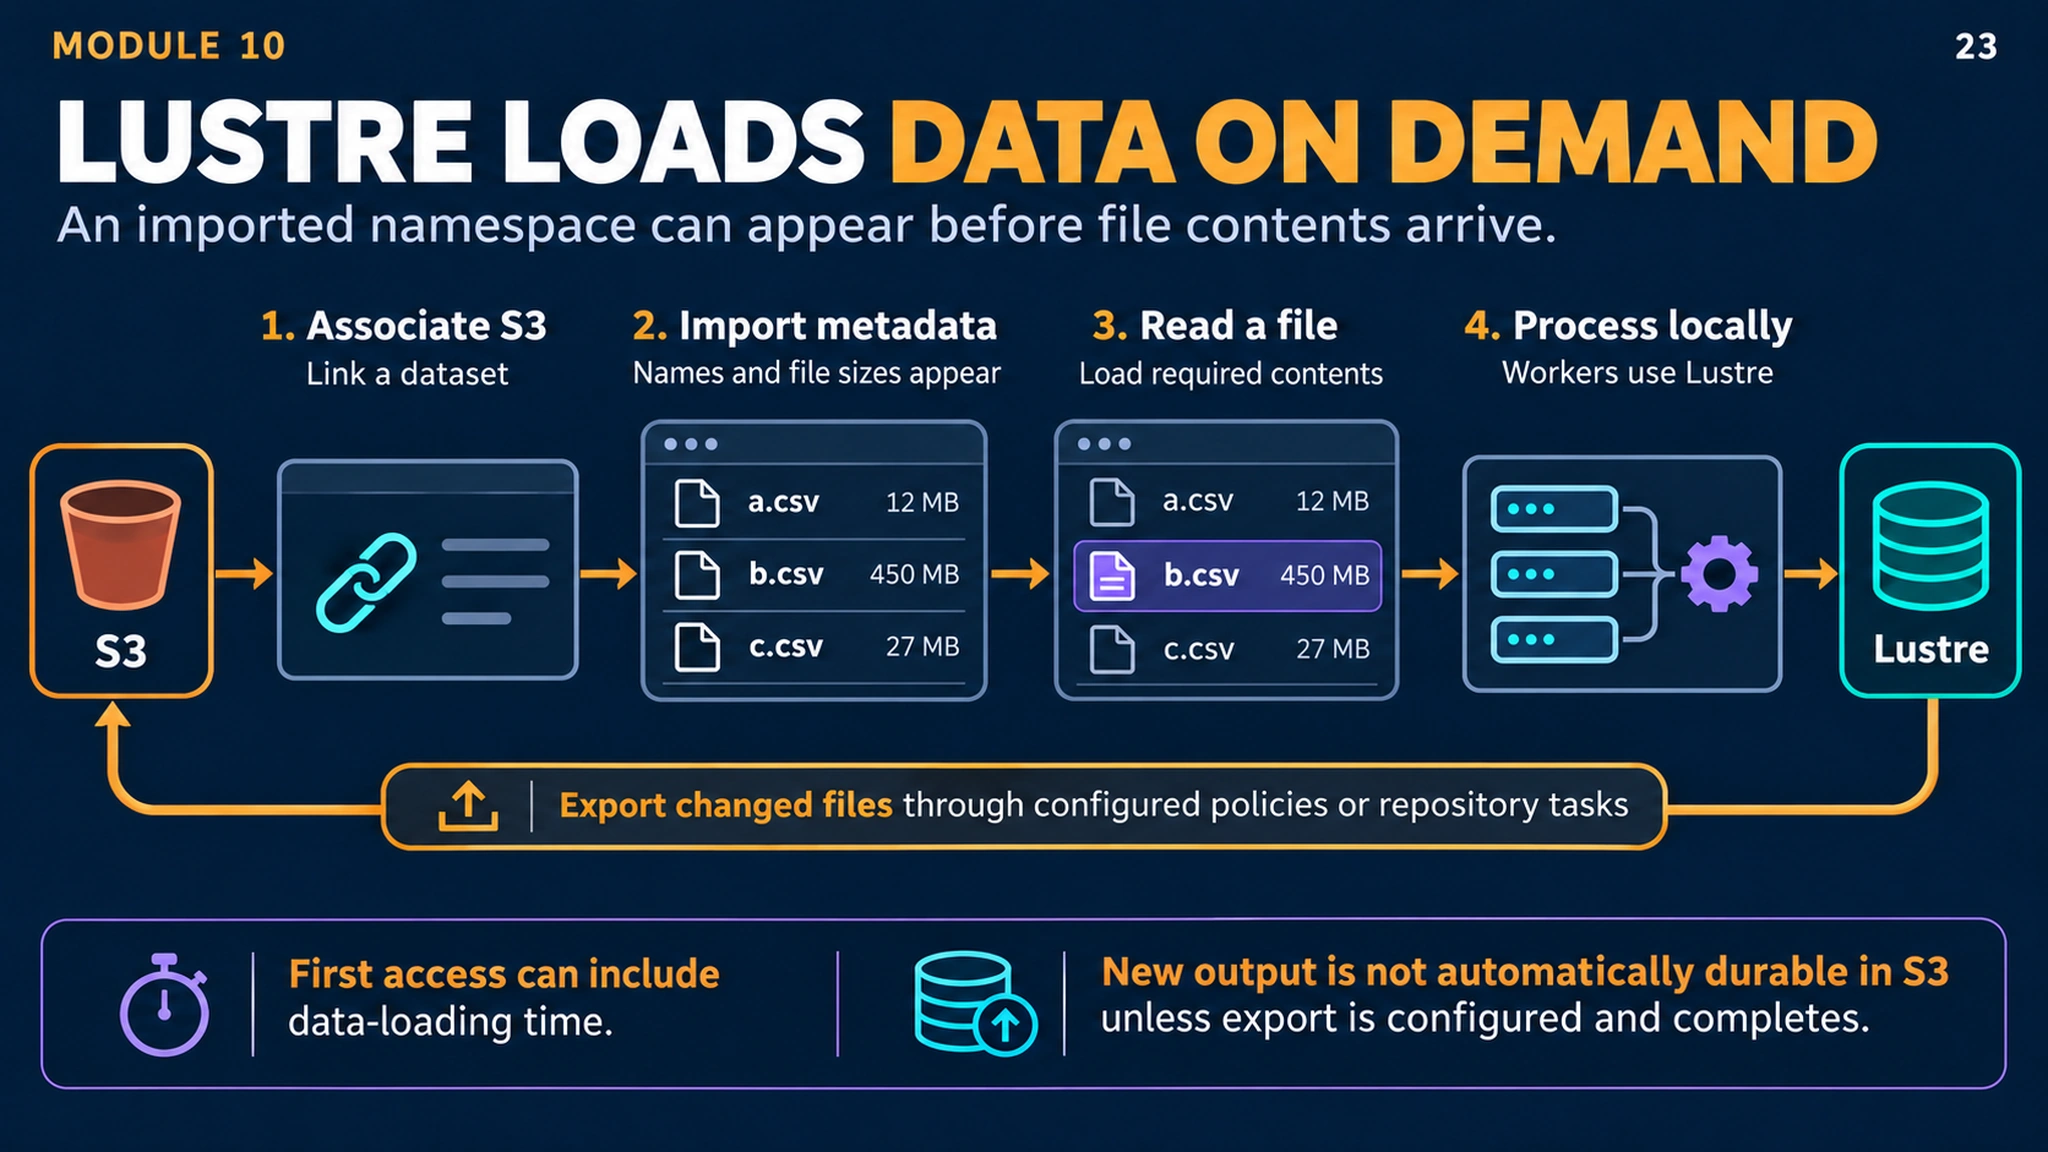 MODULE 10
23
LUSTRE LOADS DATA ON DEMAND
An imported namespace can appear before file contents arrive.
1. Associate S3
Link a dataset
2. Import metadata
Names and file sizes appear
3. Read a file
Load required contents
4. Process locally
Workers use Lustre
S3
a.csv 12 MB
b.csv 450 MB
c.csv 27 MB
a.csv 12 MB
b.csv 450 MB
c.csv 27 MB
Lustre
Export changed files through configured policies or repository tasks
First access can include
data-loading time.
New output is not automatically durable in S3
unless export is configured and completes.